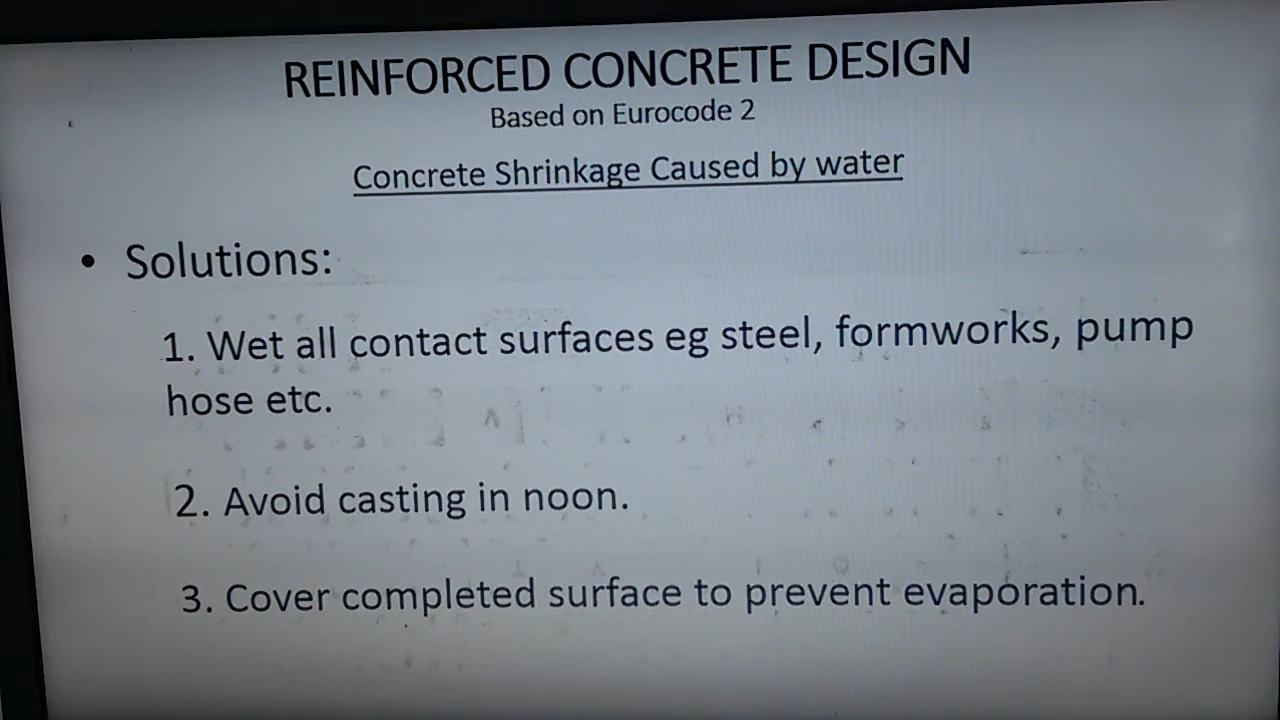 REINFORCED CONCRETE DESIGN
Based on Eurocode 2
Concrete Shrinkage Caused by water
• Solutions:
1. Wet all contact surfaces eg steel, formworks, pump
hose etc.
2. Avoid casting in noon.
3. Cover completed surface to prevent evaporation.